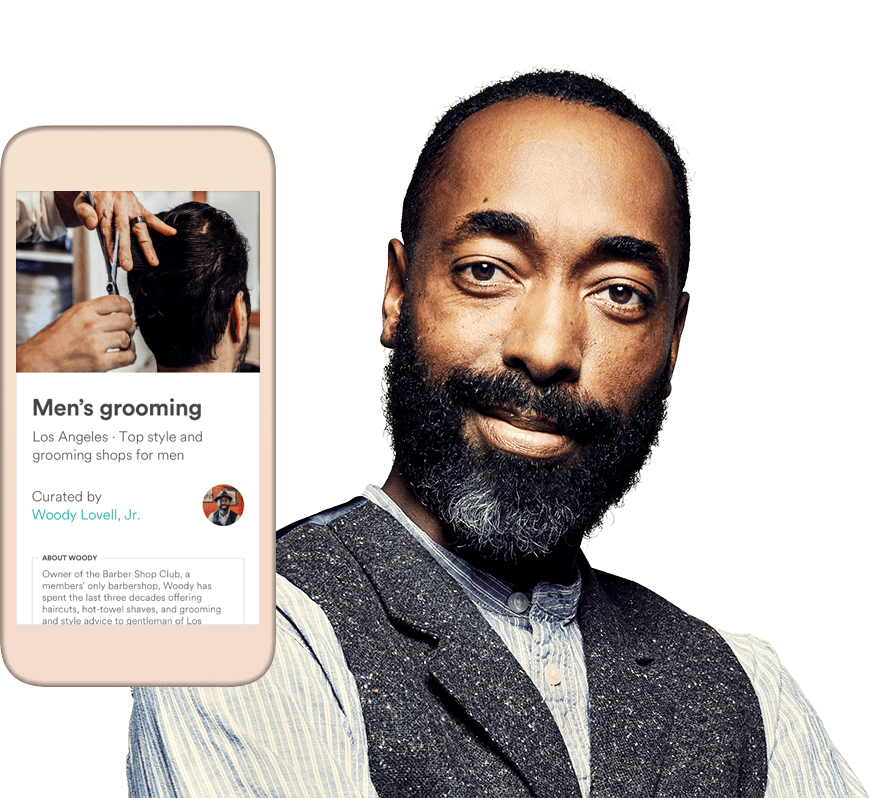 Men’s grooming
Los Angeles · Top style and
grooming shops for men
Curated by
Woody Lovell, Jr.
ABOUT WOODY
Owner of the Barber Shop Club, a
members' only barbershop, Woody has
spent the last three decades offering
haircuts, hot-towel shaves, and grooming
and style advice to gentleman of Los